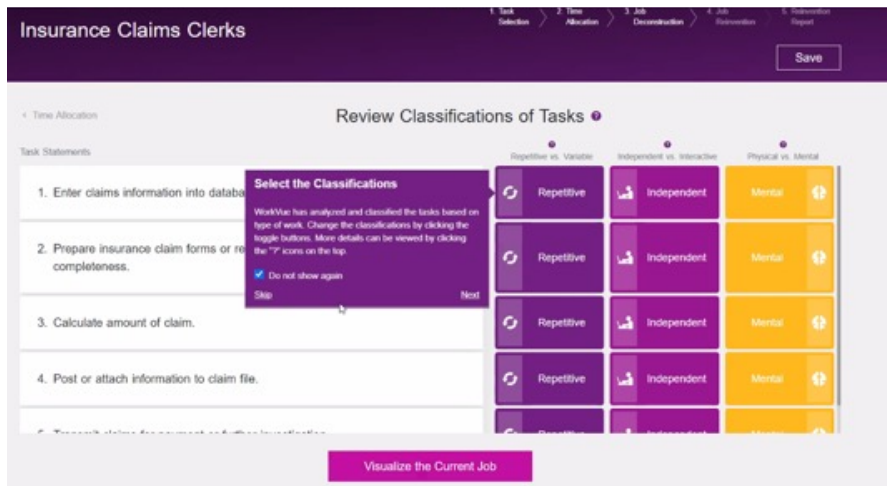 Insurance Claims Clerks
1. Task Selection
2. Time Allocation
3. Job Deconstruction
4. Job Reinvention
5. Reinvention Report
Save
< Time Allocation
Review Classifications of Tasks ?
Task Statements
? Repetitive vs. Variable
? Independent vs. Interactive
? Physical vs. Mental
1. Enter claims information into databa
Select the Classifications
WorkVue has analyzed and classified the tasks based on
type of work. Change the classifications by clicking the
toggle buttons. More details can be viewed by clicking
the "?" icons on the top.
Do not show again
Skip
Next
Repetitive
Independent
Mental
2. Prepare insurance claim forms or re
completeness.
Repetitive
Independent
Mental
3. Calculate amount of claim.
Repetitive
Independent
Mental
4. Post or attach information to claim file.
Repetitive
Independent
Mental
Visualize the Current Job